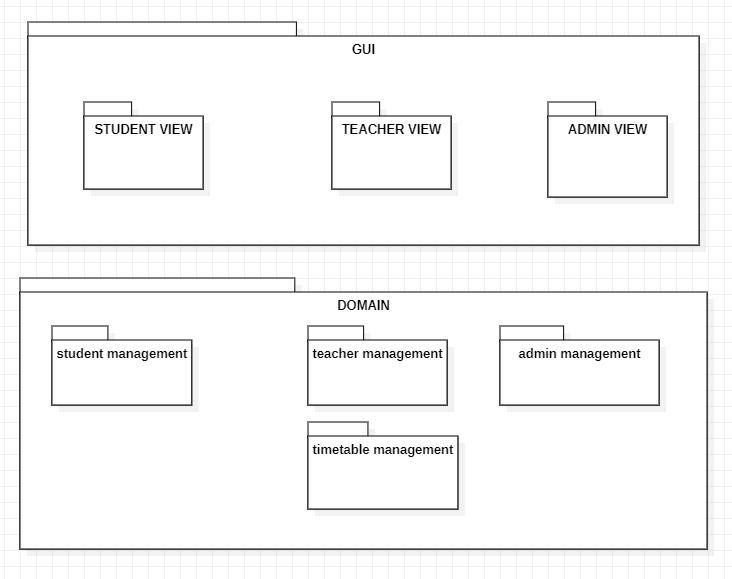 GUI
STUDENT VIEW
TEACHER VIEW
ADMIN VIEW
DOMAIN
student management
teacher management
admin management
timetable management